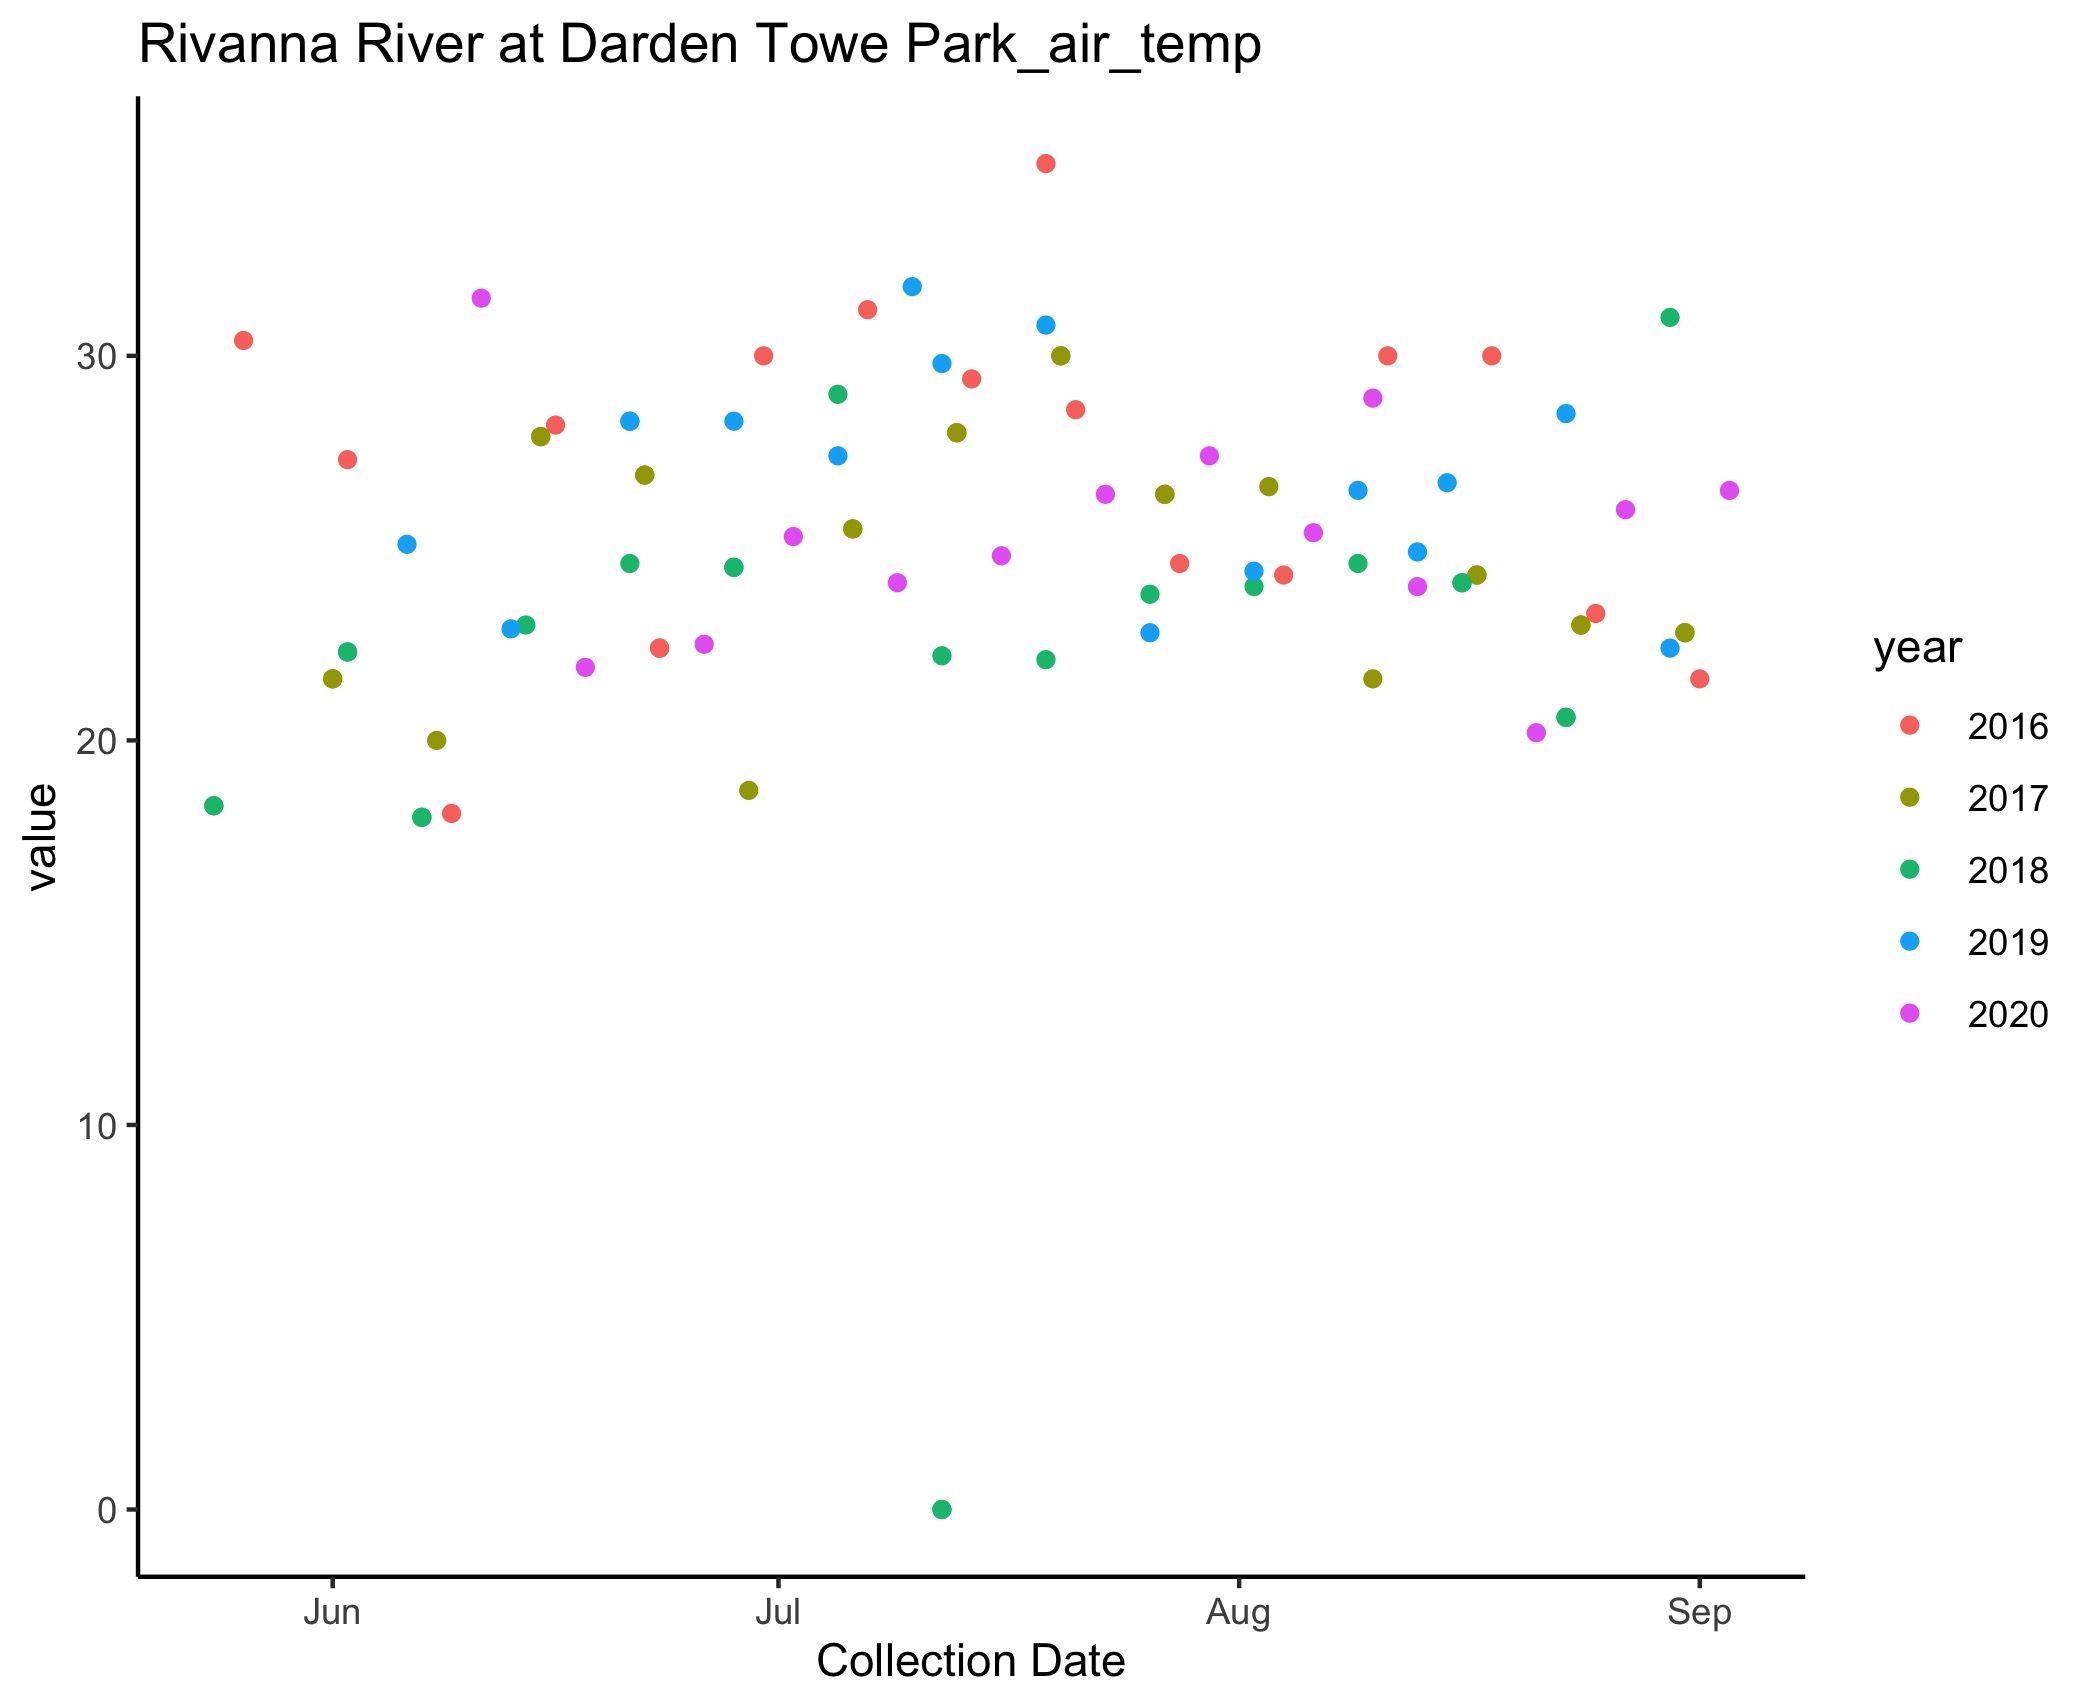 Rivanna River at Darden Towe Park_air_temp
value
30
20
10
0
Jun Jul Aug Sep
Collection Date
year
2016
2017
2018
2019
2020